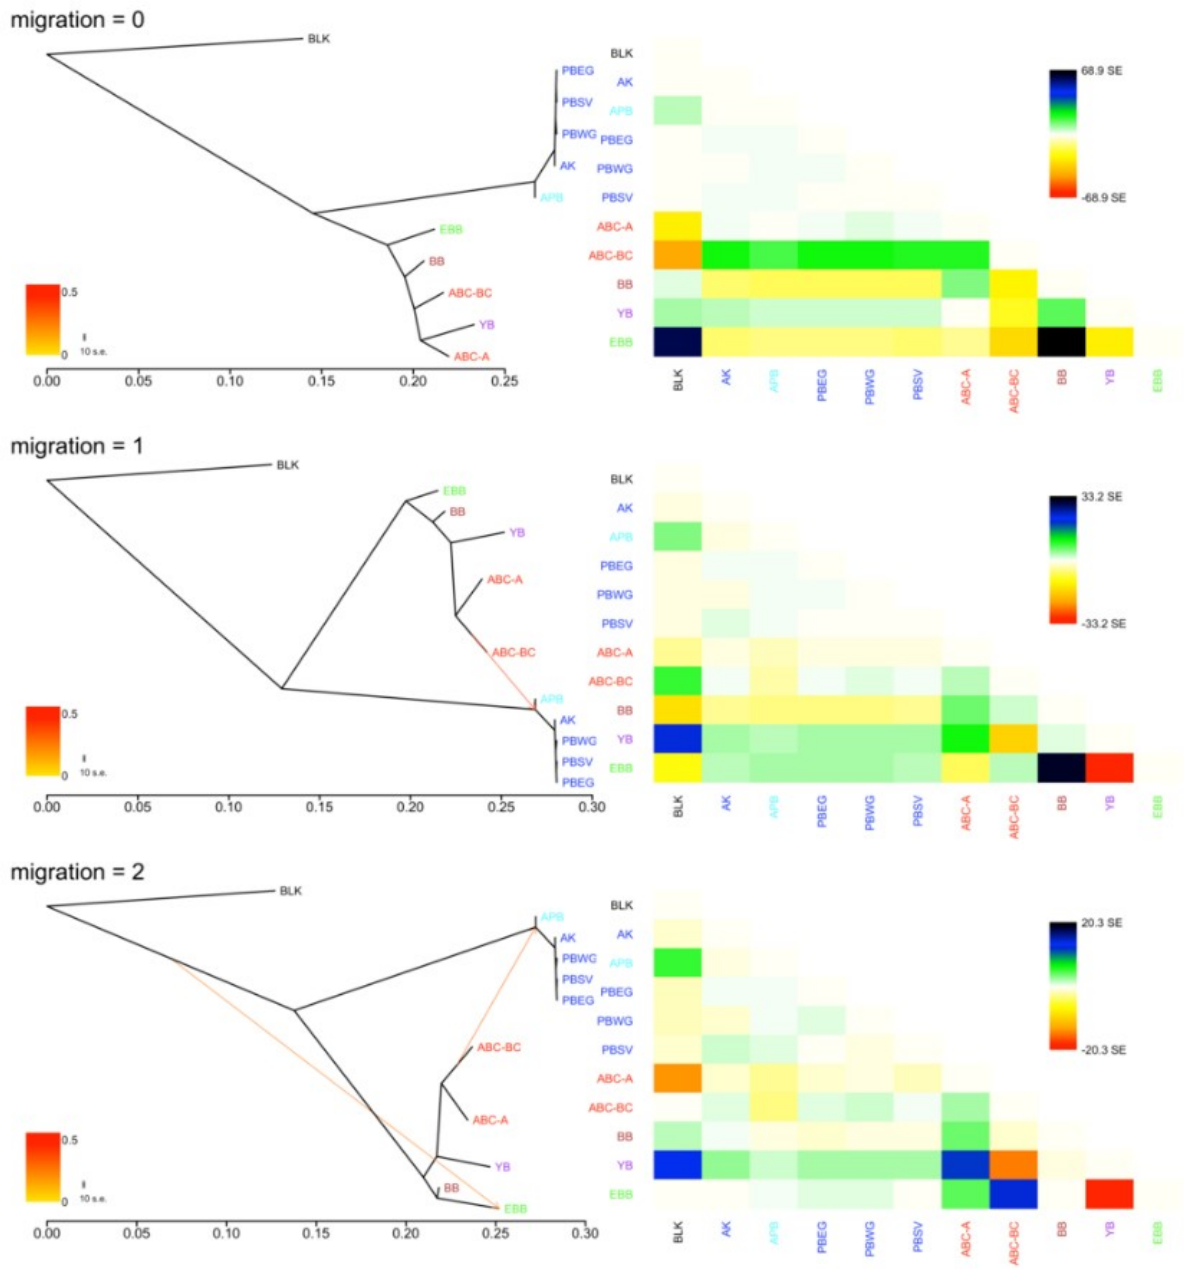 migration = 0
BLK
PBEG
PBSV
PBWG
AK
APB
EBB
BB
ABC-BC
YB
ABC-A
0.5
0
10 s.e.
0.00 0.05 0.10 0.15 0.20 0.25
BLK
AK
APB
PBEG
PBWG
PBSV
ABC-A
ABC-BC
BB
YB
EBB
BLK AK APB PBEG PBWG PBSV ABC-A ABC-BC BB YB EBB
68.9 SE
-68.9 SE
migration = 1
BLK
EBB
BB
YB
ABC-A
ABC-BC
APB
AK
PBWG
PBSV
PBEG
0.5
0
10 s.e.
0.00 0.05 0.10 0.15 0.20 0.25 0.30
BLK
AK
APB
PBEG
PBWG
PBSV
ABC-A
ABC-BC
BB
YB
EBB
BLK AK APB PBEG PBWG PBSV ABC-A ABC-BC BB YB EBB
33.2 SE
-33.2 SE
migration = 2
BLK
APB
AK
PBWG
PBSV
PBEG
ABC-BC
ABC-A
YB
BB
EBB
0.5
0
10 s.e.
0.00 0.05 0.10 0.15 0.20 0.25 0.30
BLK
AK
APB
PBEG
PBWG
PBSV
ABC-A
ABC-BC
BB
YB
EBB
BLK AK APB PBEG PBWG PBSV ABC-A ABC-BC BB YB EBB
20.3 SE
-20.3 SE